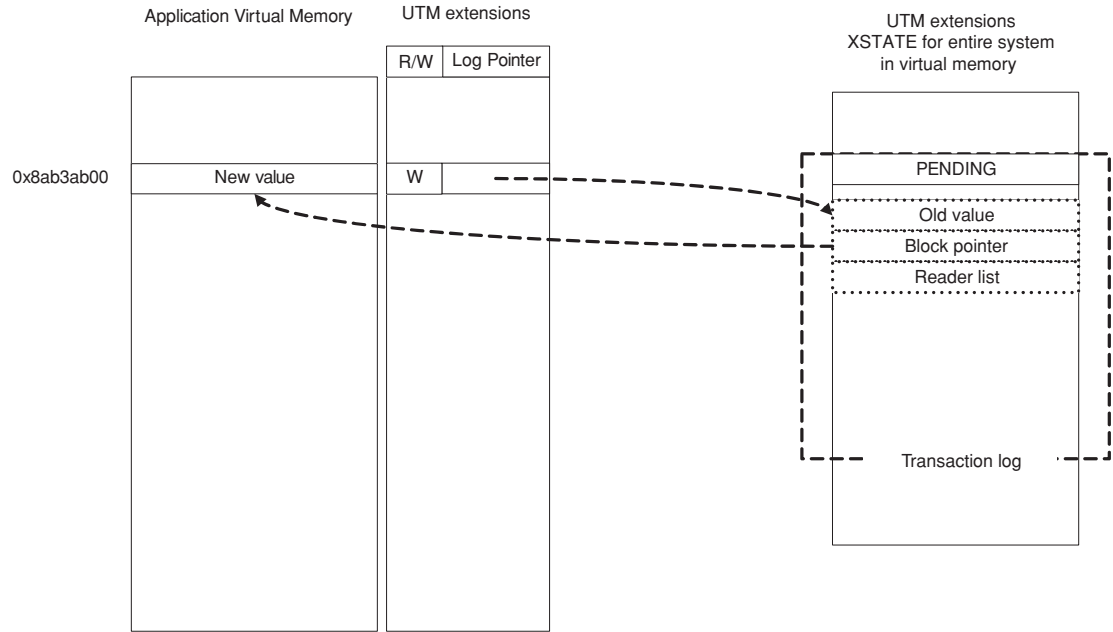 Application Virtual Memory
UTM extensions
R/W Log Pointer
0x8ab3ab00
New value
W
UTM extensions
XSTATE for entire system
in virtual memory
PENDING
Old value
Block pointer
Reader list
Transaction log